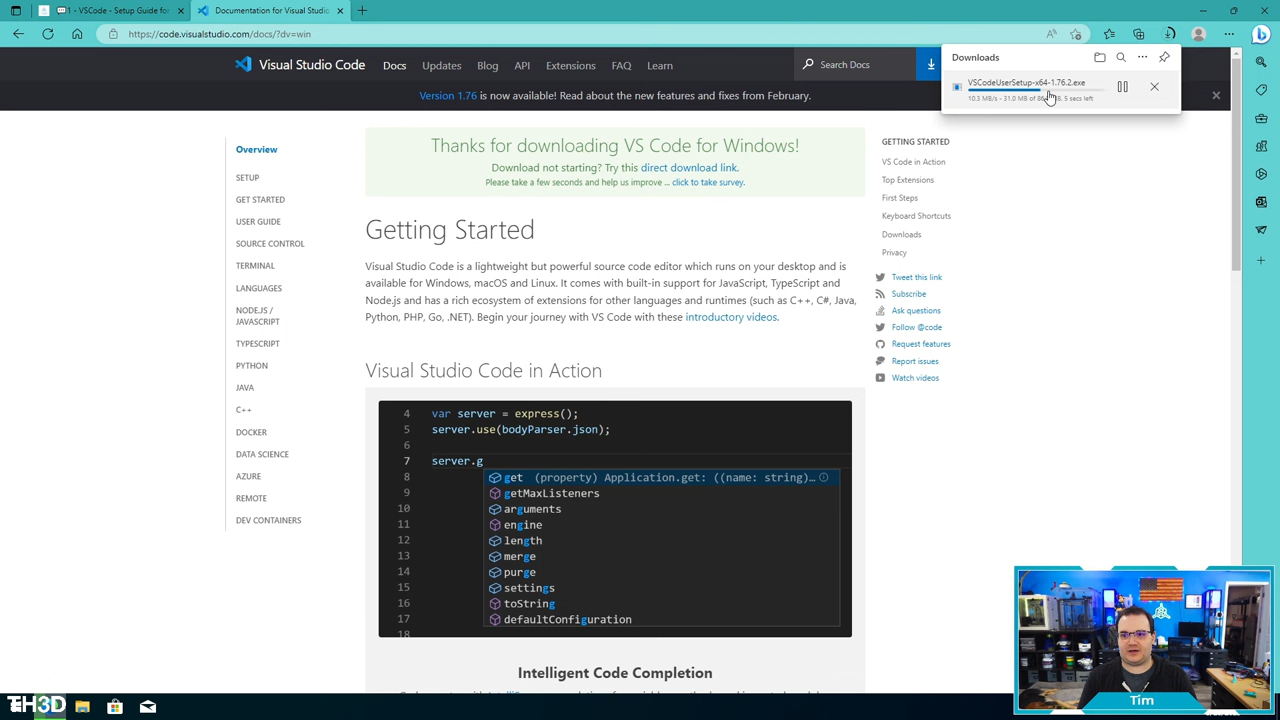 1 - VSCode - Setup Guide for
Documentation for Visual Studio
https://code.visualstudio.com/docs/?dv=win
Visual Studio Code
Docs
Updates
Blog
API
Extensions
FAQ
Learn
Search Docs
Downloads
VSCodeUserSetup-x64-1.76.2.exe
Version 1.76 is now available! Read about the new features and fixes from February.
Overview
SETUP
GET STARTED
USER GUIDE
SOURCE CONTROL
TERMINAL
LANGUAGES
NODE.JS /
JAVASCRIPT
TYPESCRIPT
PYTHON
JAVA
C++
DOCKER
DATA SCIENCE
AZURE
REMOTE
DEV CONTAINERS
Thanks for downloading VS Code for Windows!
Download not starting? Try this direct download link.
Please take a few seconds and help us improve ... click to take survey.
Getting Started
Visual Studio Code is a lightweight but powerful source code editor which runs on your desktop and is
available for Windows, macOS and Linux. It comes with built-in support for JavaScript, TypeScript and
Node.js and has a rich ecosystem of extensions for other languages and runtimes (such as C++, C#, Java,
Python, PHP, Go, .NET). Begin your journey with VS Code with these introductory videos.
Visual Studio Code in Action
4 var server = express();
5 server.use(bodyParser.json);
6
7 server.g
8 get (property) Application.get: ((name: string)…
9 getMaxListeners
10 arguments
11 engine
12 length
13 merge
14 purge
15 settings
16 toString
17 defaultConfiguration
18
Intelligent Code Completion
GETTING STARTED
VS Code in Action
Top Extensions
First Steps
Keyboard Shortcuts
Downloads
Privacy
Tweet this link
Subscribe
Ask questions
Follow @code
Request features
Report issues
Watch videos
TH3D
Tim